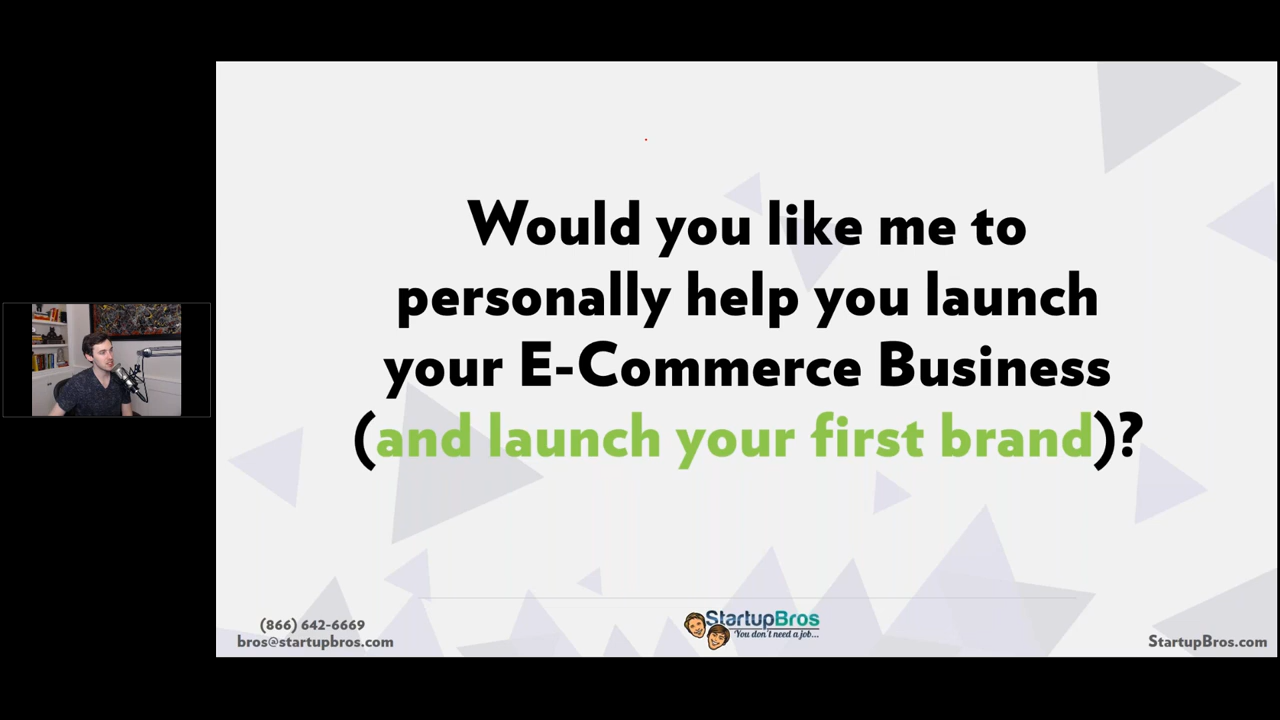 Would you like me to
personally help you launch
your E-Commerce Business
(and launch your first brand)?
(866) 642-6669
bros@startupbros.com
StartupBros
"You don't need a job...
StartupBros.com